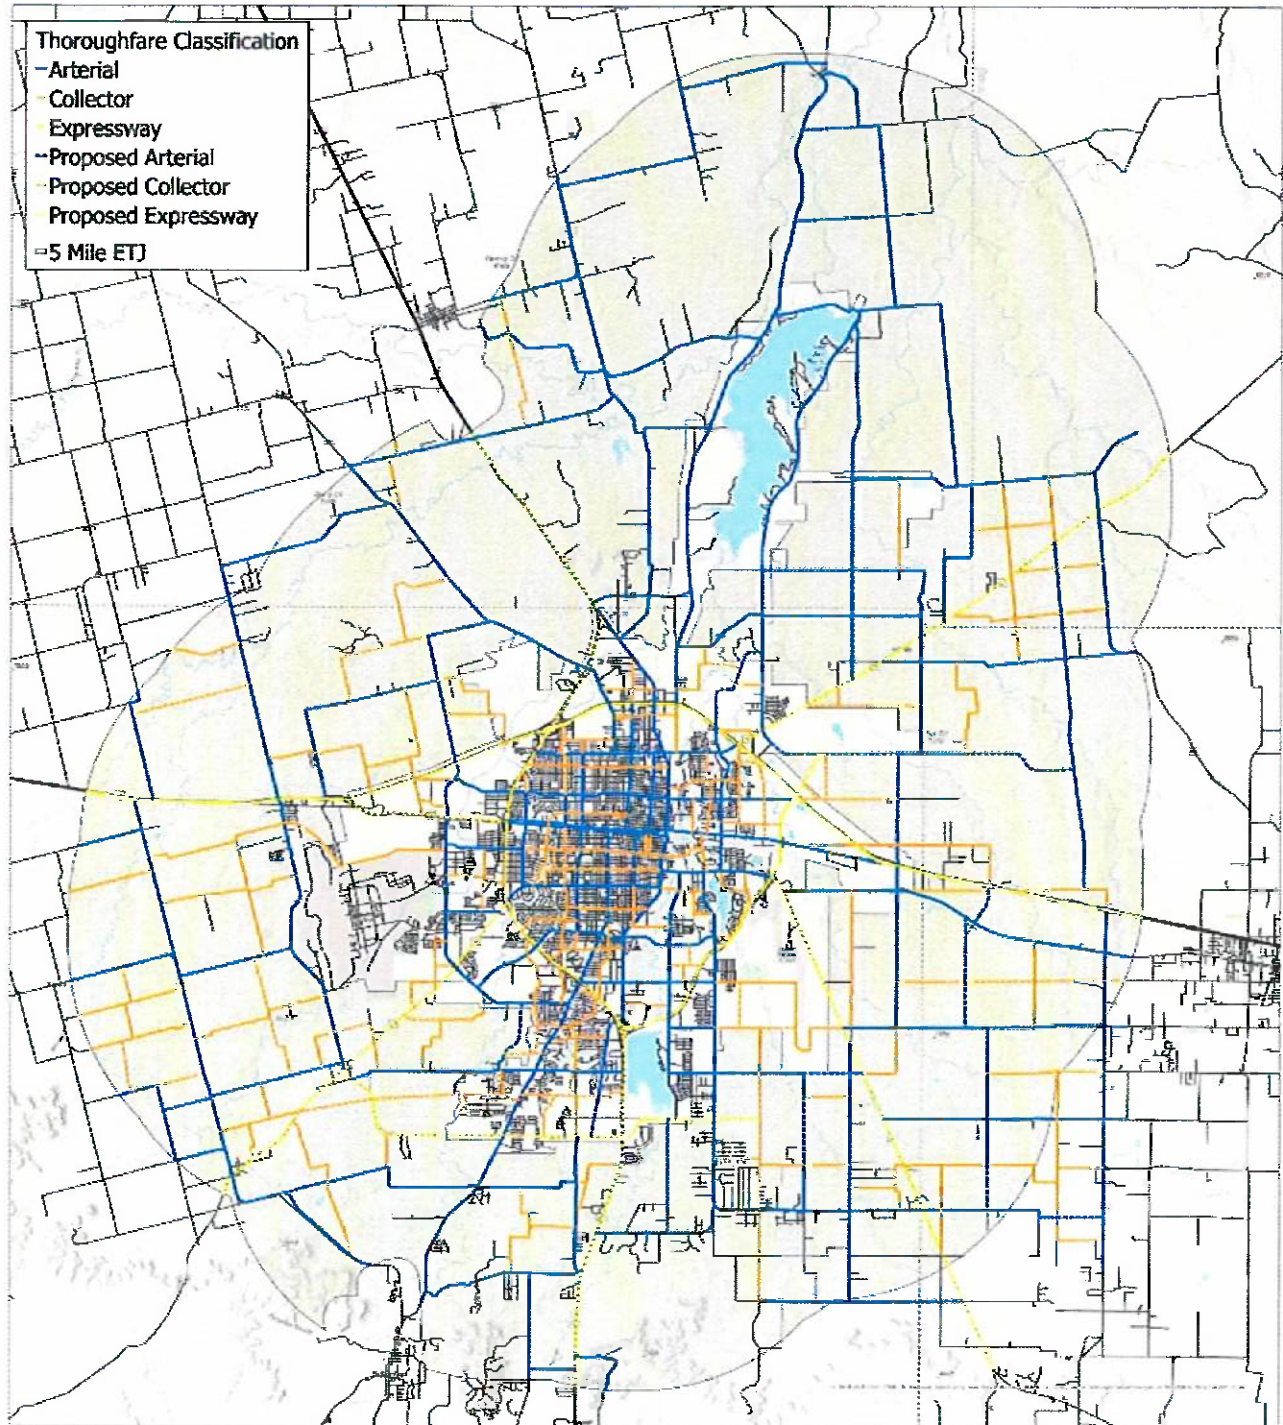 Thoroughfare Classification
Arterial
Collector
Expressway
Proposed Arterial
Proposed Collector
Proposed Expressway
5 Mile ETJ